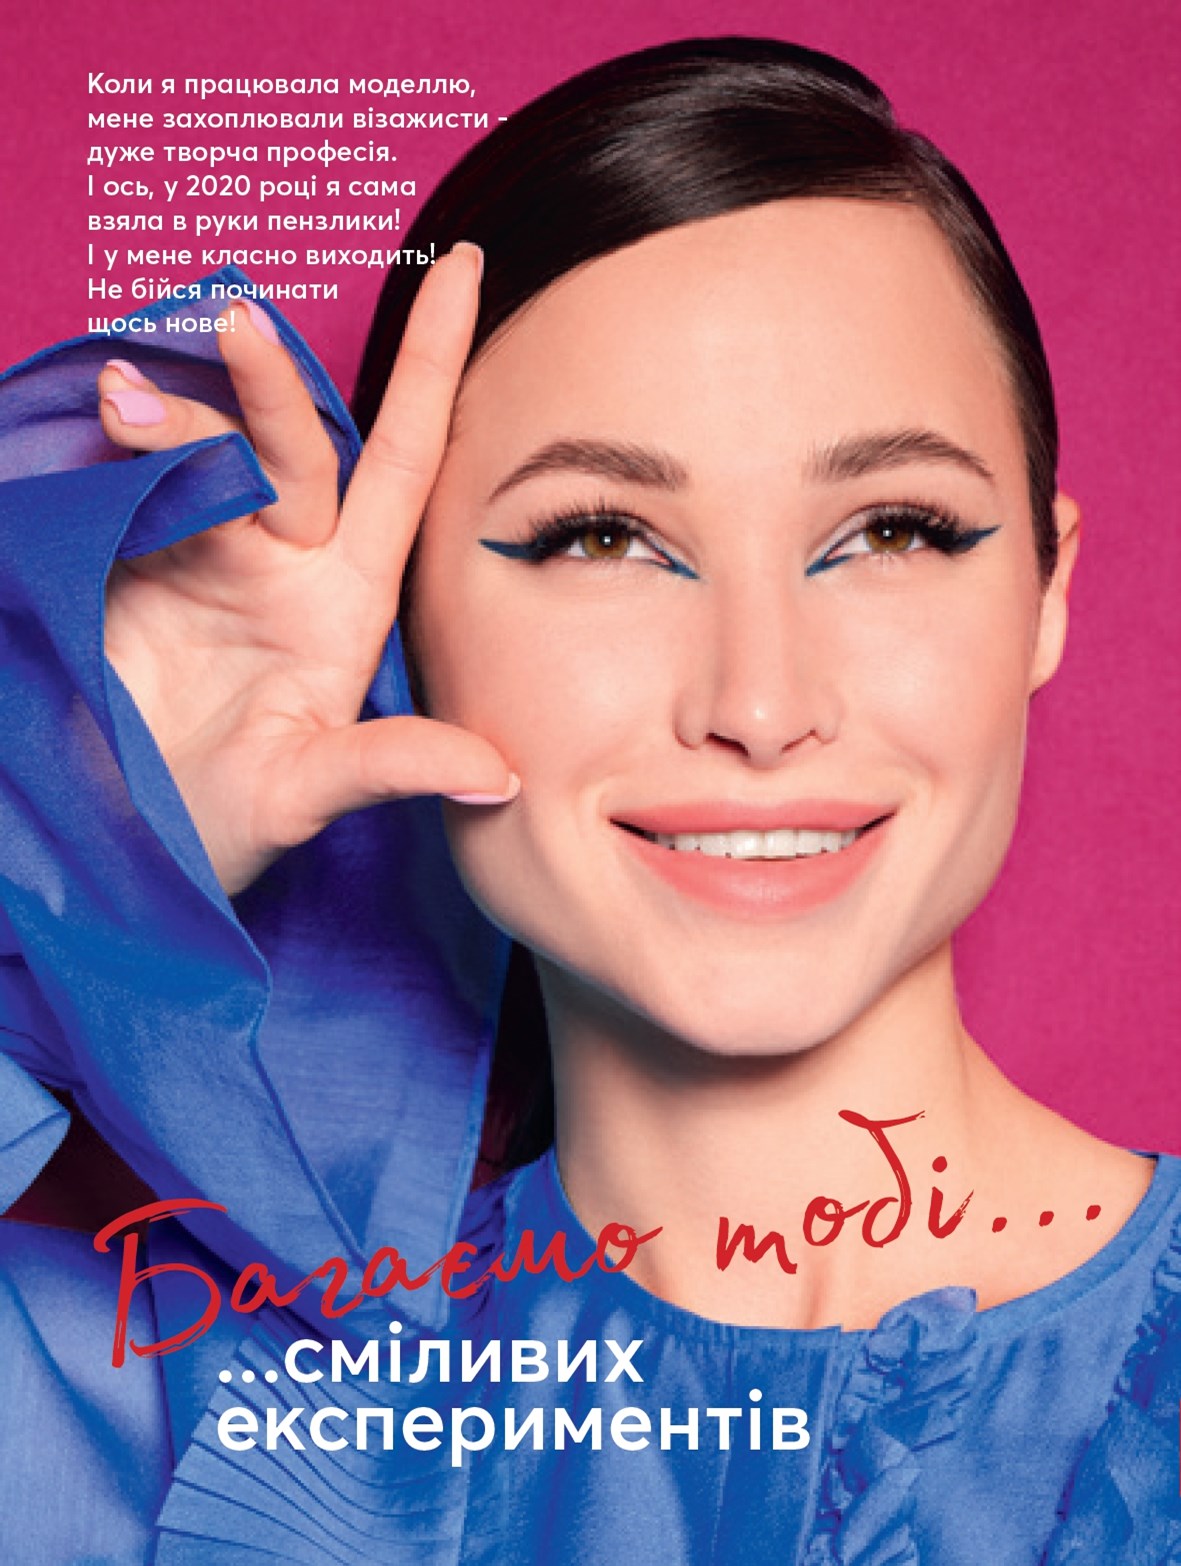 Коли я працювала моделлю,
мене захоплювали візажисти -
дуже творча професія.
І ось, у 2020 році я сама
взяла в руки пензлики!
І у мене класно виходить!
Не бійся починати
щось нове!
Багаємо тобі...
...сміливих
експериментів